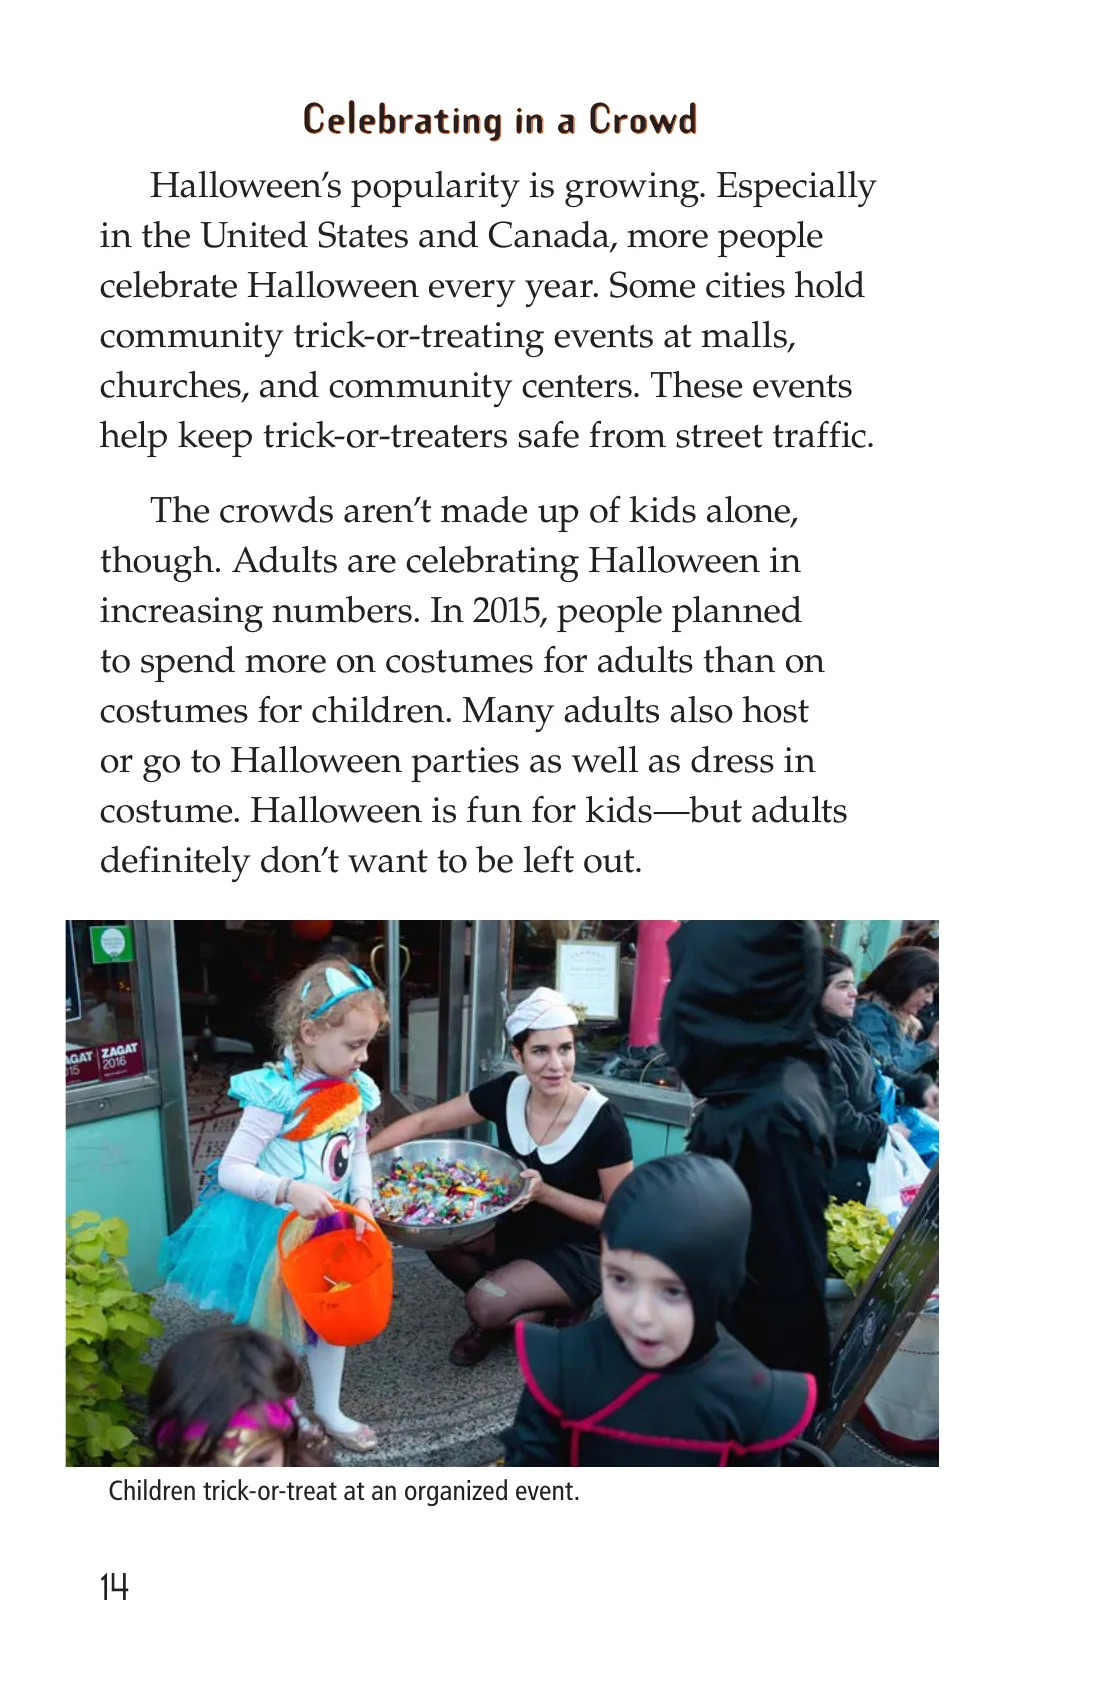 Celebrating in a Crowd
Halloween’s popularity is growing. Especially
in the United States and Canada, more people
celebrate Halloween every year. Some cities hold
community trick-or-treating events at malls,
churches, and community centers. These events
help keep trick-or-treaters safe from street traffic.
The crowds aren’t made up of kids alone,
though. Adults are celebrating Halloween in
increasing numbers. In 2015, people planned
to spend more on costumes for adults than on
costumes for children. Many adults also host
or go to Halloween parties as well as dress in
costume. Halloween is fun for kids—but adults
definitely don’t want to be left out.
ZAGAT
2016
Children trick-or-treat at an organized event.
14